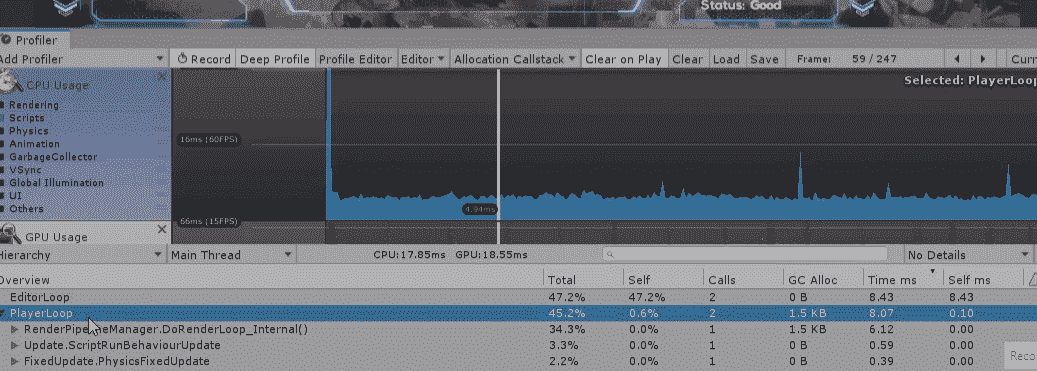 Status: Good
Profiler
Add Profiler Record Deep Profile Profile Editor Editor Allocation Callstack Clear on Play Clear Load Save Frame: 59 / 247 Curr
CPU Usage Selected: PlayerLoop
Rendering
Scripts
Physics
16ms (60FPS)
Animation
GarbageCollector
VSync
Global Illumination
UI
Others 4.94ms
66ms (15FPS)
GPU Usage
Hierarchy Main Thread CPU:17.85ms GPU:18.55ms No Details
Overview Total Self Calls GC Alloc Time ms Self ms
EditorLoop 47.2% 47.2% 2 0 B 8.43 8.43
PlayerLoop 45.2% 0.6% 2 1.5 KB 8.07 0.10
RenderPipelineManager.DoRenderLoop_Internal() 34.3% 0.0% 1 1.5 KB 6.12 0.00
Update.ScriptRunBehaviourUpdate 3.3% 0.0% 1 0 B 0.59 0.00
FixedUpdate.PhysicsFixedUpdate 2.2% 0.0% 1 0 B 0.39 0.00
Reco